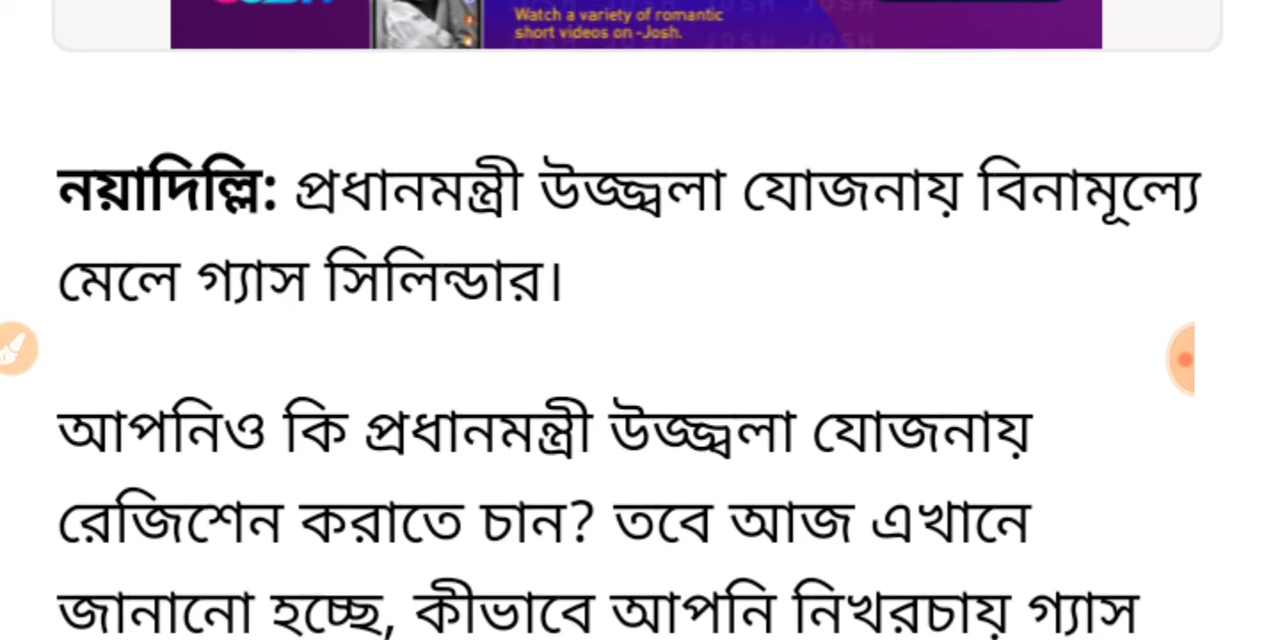 Watch a variety of romantic
short videos on -Josh.
নয়াদিল্লি: প্রধানমন্ত্রী উজ্জ্বলা যোজনায় বিনামূল্যে
মেলে গ্যাস সিলিন্ডার।
আপনিও কি প্রধানমন্ত্রী উজ্জ্বলা যোজনায়
রেজিশেন করাতে চান? তবে আজ এখানে
জানানো হচ্ছে, কীভাবে আপনি নিখরচায় গ্যাস